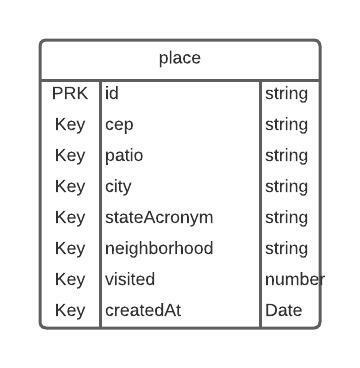 place
PRK id string
Key cep string
Key patio string
Key city string
Key stateAcronym string
Key neighborhood string
Key visited number
Key createdAt Date